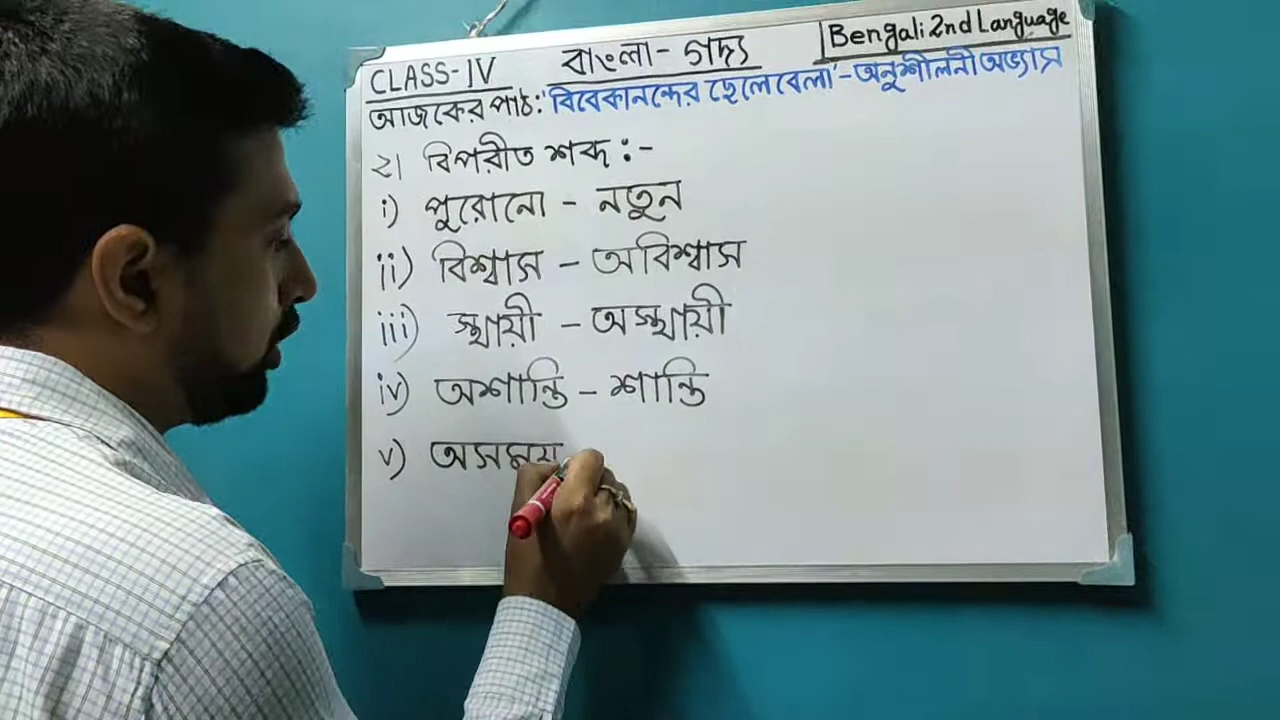 Bengali 2nd Language
CLASS-IV বাংলা - গদ্য
আজকের পাঠ: 'বিবেকানন্দের ছেলেবেলা' - অনুশীলনী অভ্যাস
২। বিপরীত শব্দ :-
i) পুরোনো - নতুন
ii) বিশ্বাস - অবিশ্বাস
iii) স্থায়ী - অস্থায়ী
iv) অশান্তি - শান্তি
v) অসময়